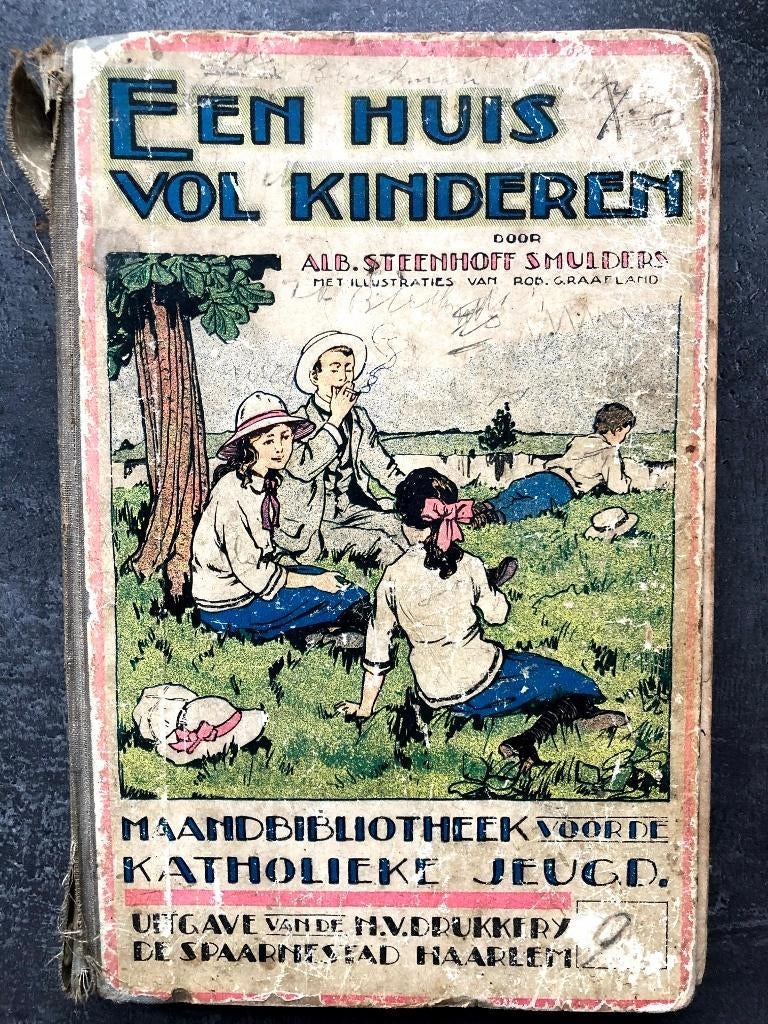 EEN HUIS
VOL KINDEREN
DOOR
ALB. STEENHOFF SMULDERS
MET ILLUSTRATIES VAN ROB. GRAAFLAND
MAANDBIBLIOTHEEK VOOR DE
KATHOLIEKE JEUGD.
UITGAVE VAN DE N.V. DRUKKERY
DE SPAARNESTAD HAARLEM
9